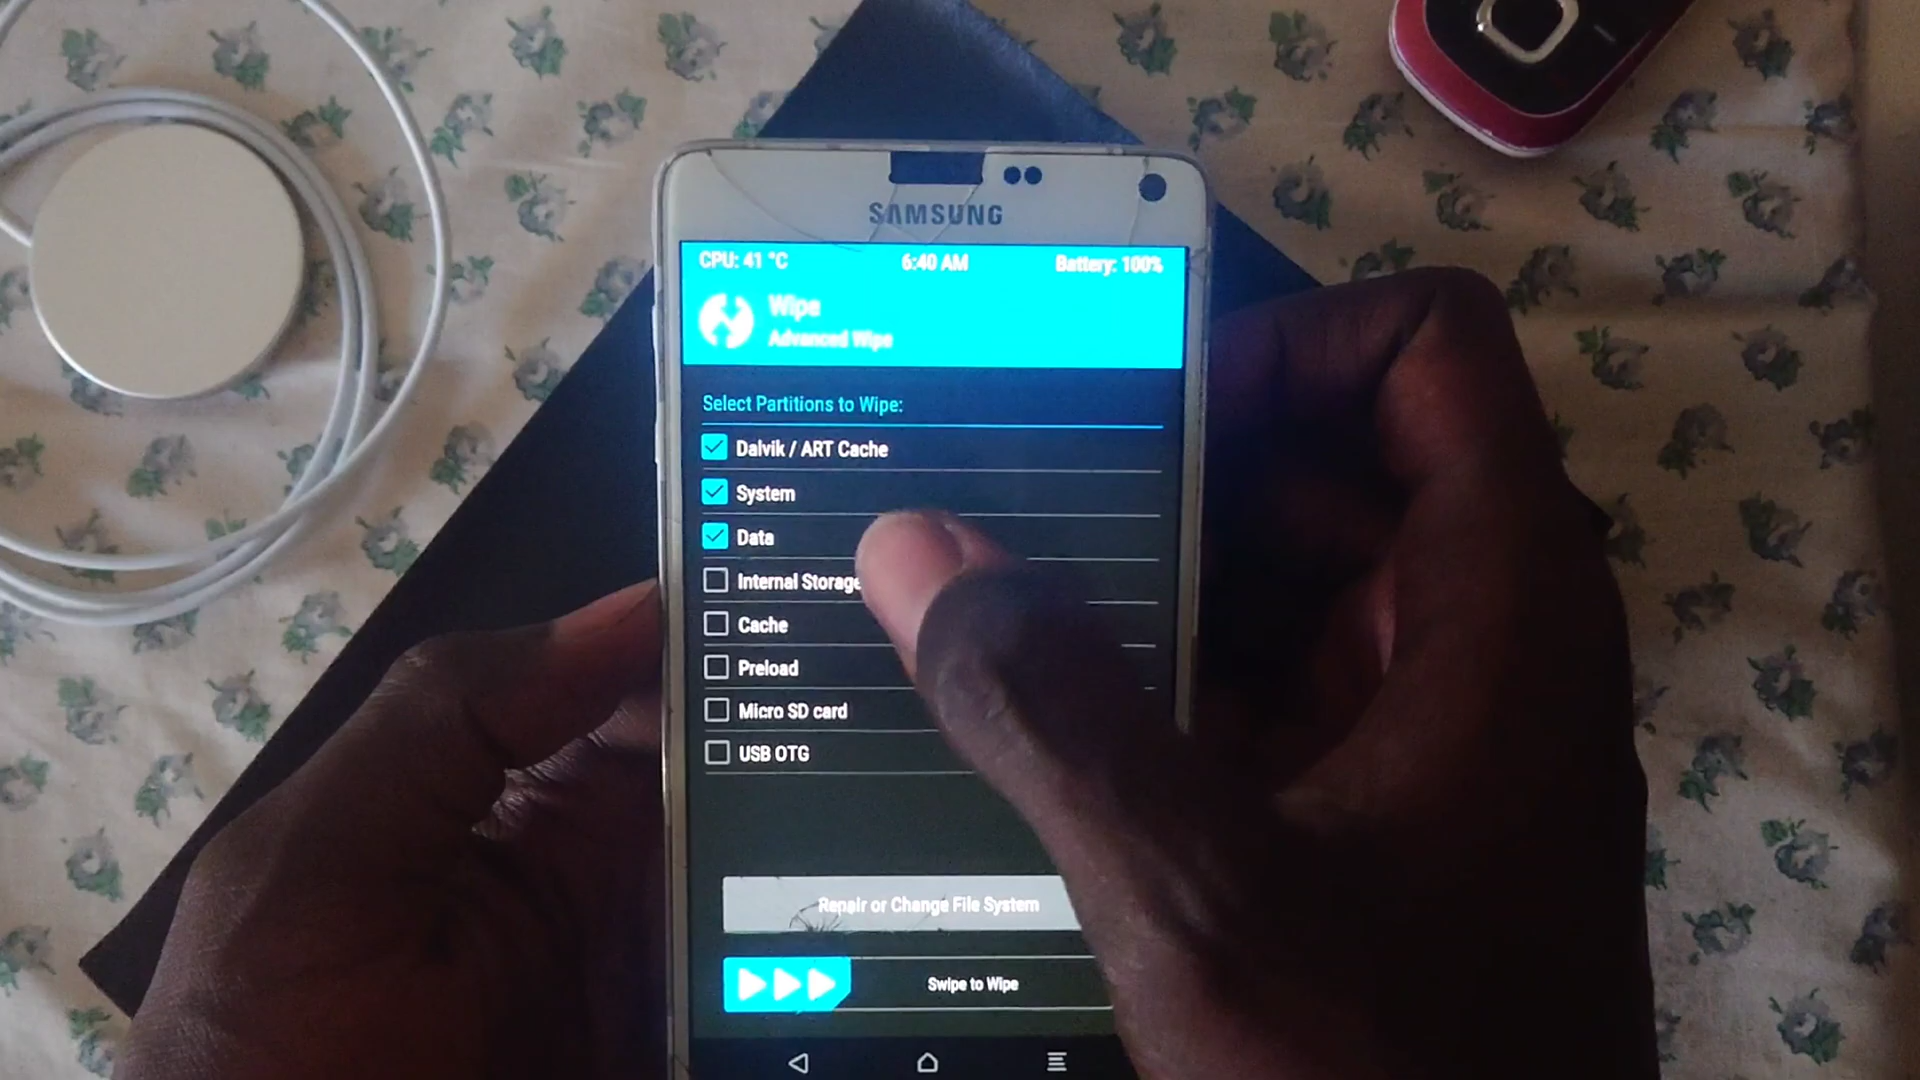 SAMSUNG
CPU: 41 °C 6:40 AM Battery: 100%
Wipe
Advanced Wipe
Select Partitions to Wipe:
Dalvik / ART Cache
System
Data
Internal Storage
Cache
Preload
Micro SD card
USB OTG
Repair or Change File System
Swipe to Wipe